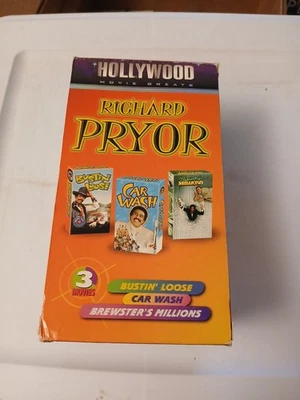 HOLLYWOOD
MOVIE GREATS
RICHARD
PRYOR
BUSTIN'
LOOSE
CAR
WASH
3
MOVIES
BUSTIN' LOOSE
CAR WASH
BREWSTER'S MILLIONS